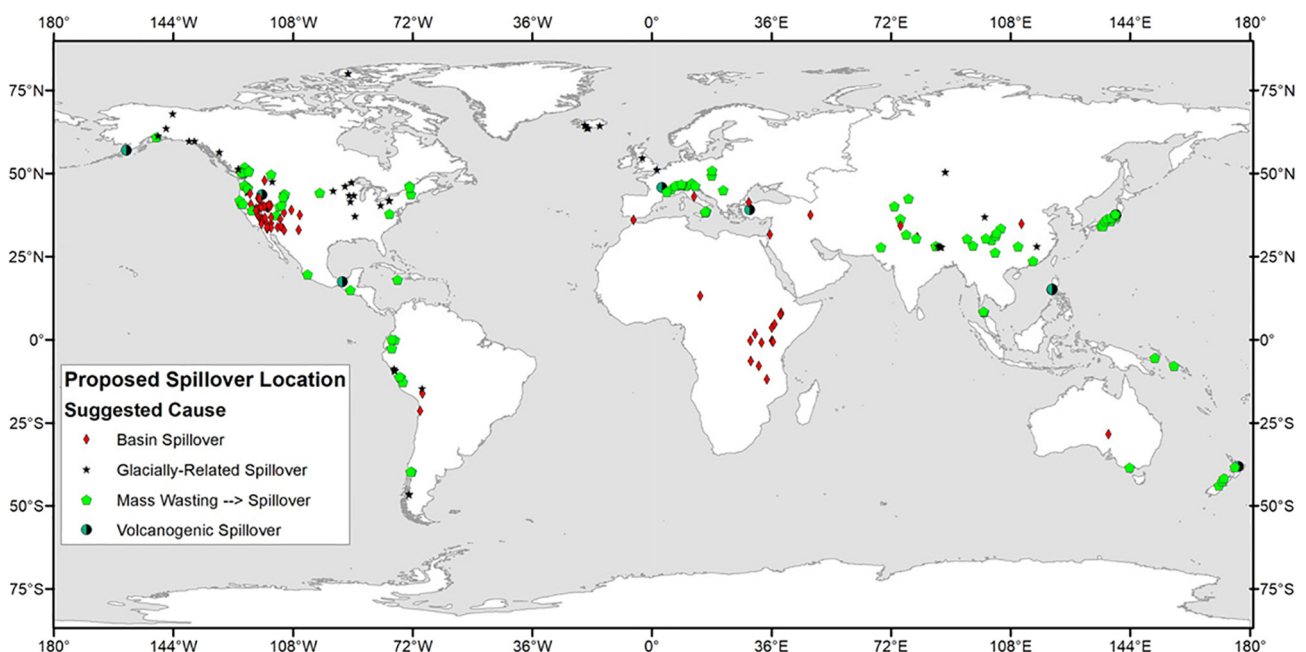 180° 144°W 108°W 72°W 36°W 0° 36°E 72°E 108°E 144°E 180°
75°N 75°N
50°N 50°N
25°N 25°N
0° 0°
Proposed Spillover Location
Suggested Cause
25°S 25°S
Basin Spillover
Glacially-Related Spillover
Mass Wasting --> Spillover
50°S 50°S
Volcanogenic Spillover
75°S 75°S
180° 144°W 108°W 72°W 36°W 0° 36°E 72°E 108°E 144°E 180°